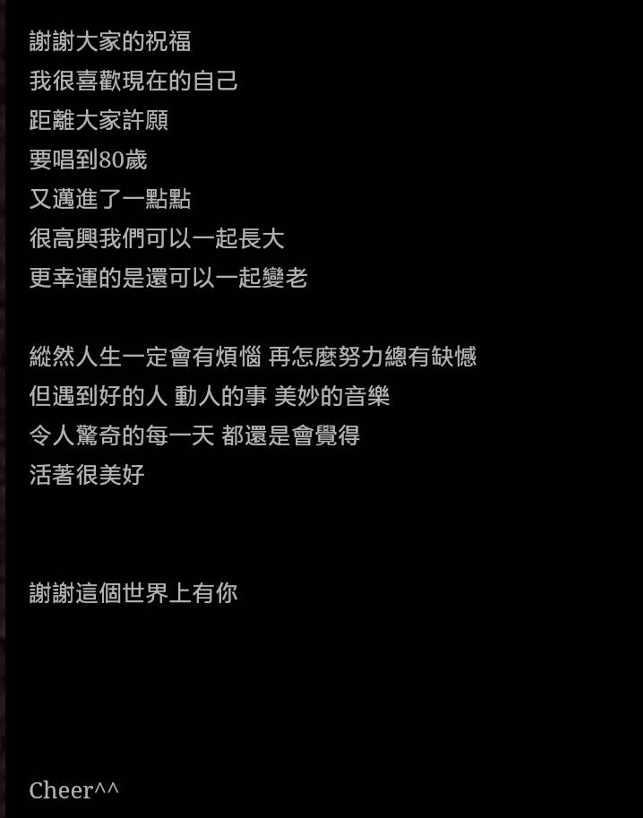 謝謝大家的祝福
我很喜歡現在的自己
距離大家許願
要唱到80歲
又邁進了一點點
很高興我們可以一起長大
更幸運的是還可以一起變老
縱然人生一定會有煩惱 再怎麼努力總有缺憾
但遇到好的人 動人的事 美妙的音樂
令人驚奇的每一天 都還是會覺得
活著很美好
謝謝這個世界上有你
Cheer^^